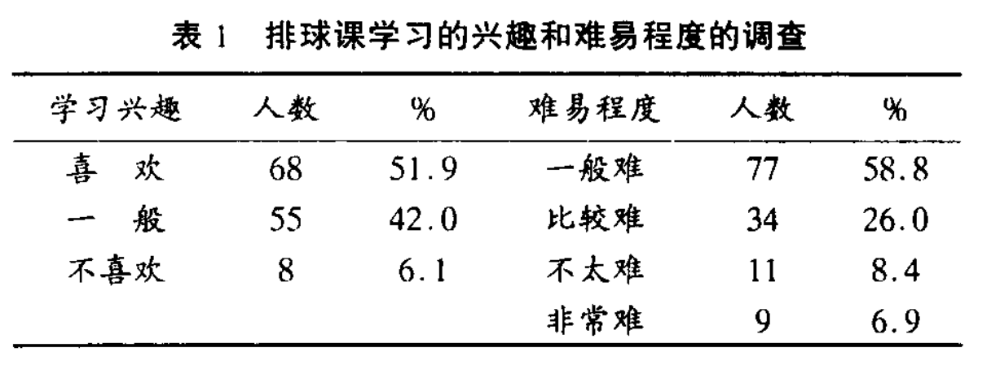 表 1 排球课学习的兴趣和难易程度的调查
学习兴趣 人数 % 难易程度 人数 %
喜 欢 68 51.9 一般难 77 58.8
一 般 55 42.0 比较难 34 26.0
不喜欢 8 6.1 不太难 11 8.4
非常难 9 6.9